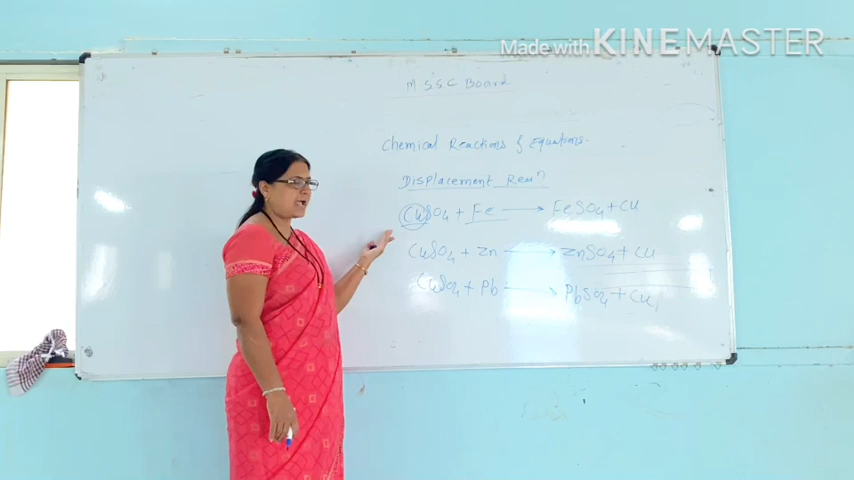 Made with KINEMASTER
M SSC Board
Chemical Reactions & Equations.
Displacement Reaⁿ
CuSO4 + Fe → FeSO4 + Cu
CuSO4 + Zn → ZnSO4 + Cu
CuSO4 + Pb → PbSO4 + Cu